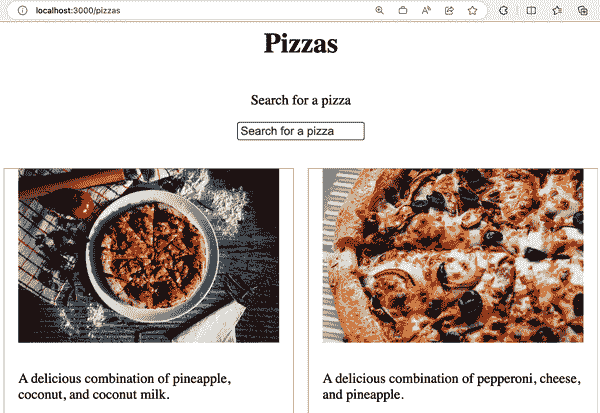 localhost:3000/pizzas
Pizzas
Search for a pizza
Search for a pizza
A delicious combination of pineapple,
coconut, and coconut milk.
A delicious combination of pepperoni, cheese,
and pineapple.